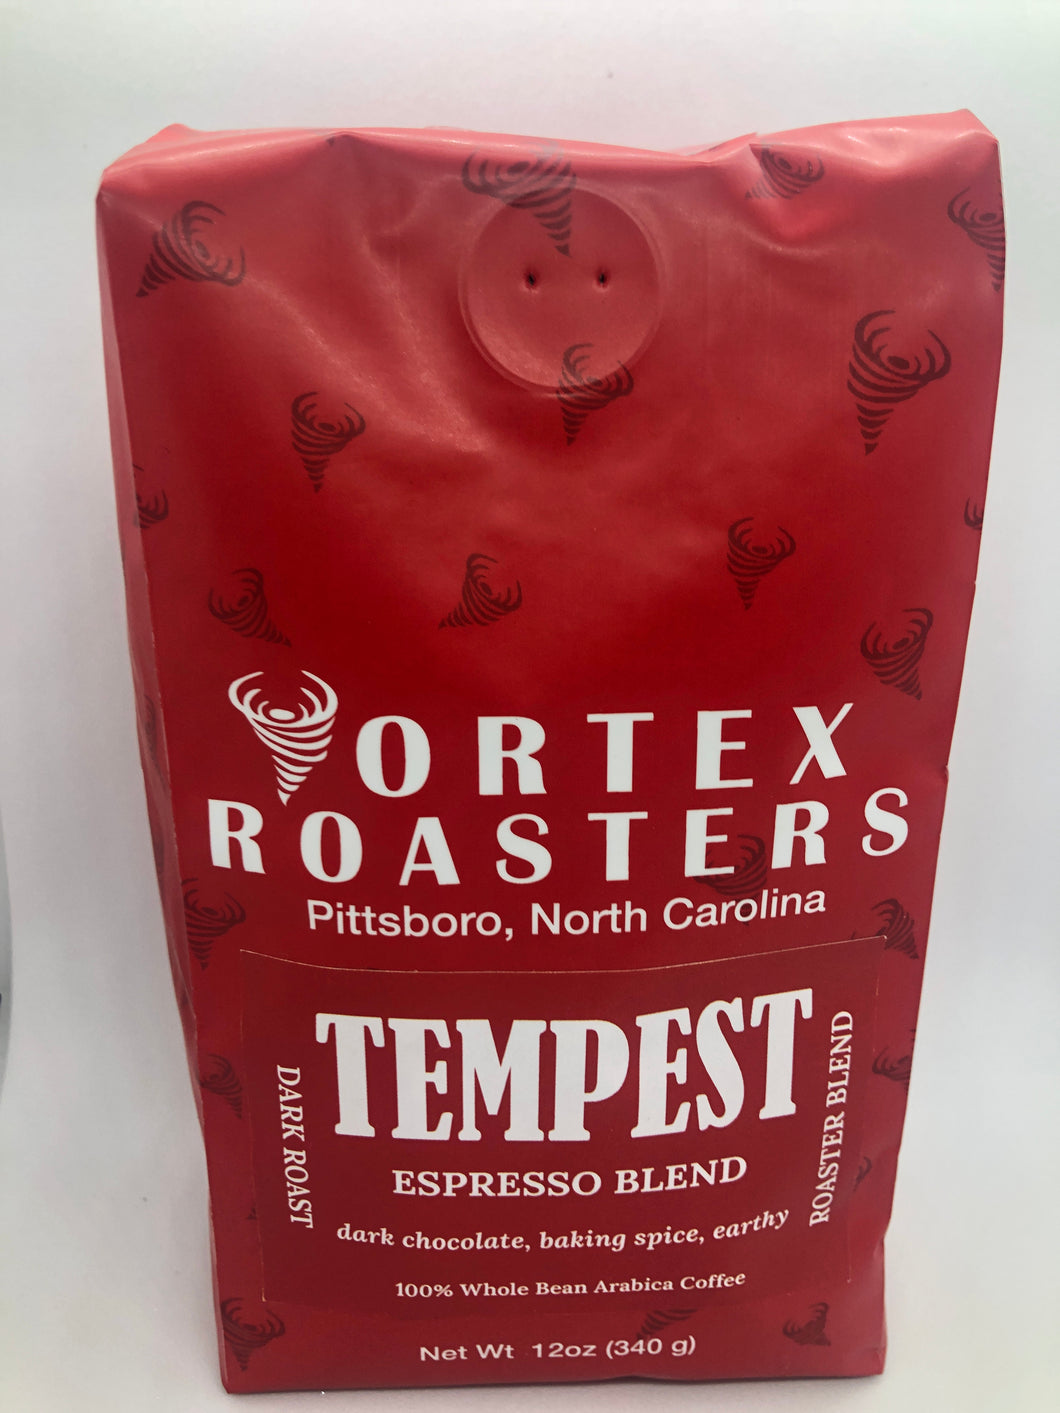 VORTEX
ROASTERS
Pittsboro, North Carolina
TEMPEST
DARK ROAST
ROASTER BLEND
ESPRESSO BLEND
dark chocolate, baking spice, earthy
100% Whole Bean Arabica Coffee
Net Wt 12oz (340 g)